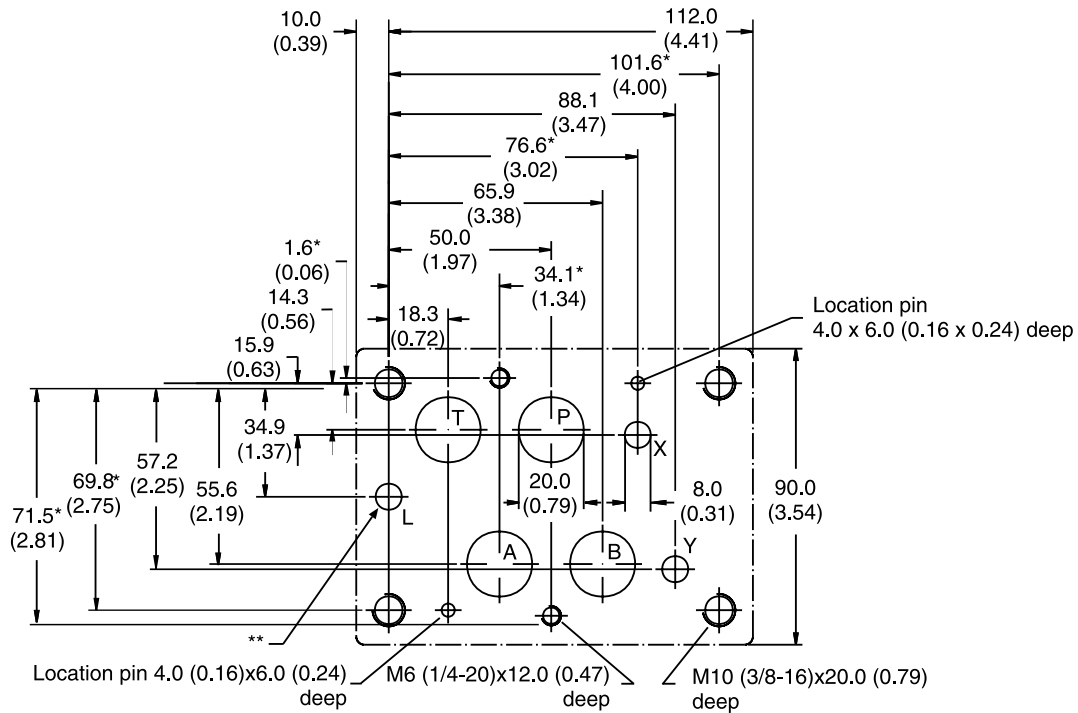 10.0
(0.39)
112.0
(4.41)
101.6*
(4.00)
88.1
(3.47)
76.6*
(3.02)
65.9
(3.38)
50.0
(1.97)
1.6*
(0.06)
34.1*
(1.34)
14.3
(0.56)
18.3
(0.72)
Location pin
4.0 x 6.0 (0.16 x 0.24) deep
15.9
(0.63)
T
P
X
34.9
(1.37)
57.2
(2.25)
55.6
(2.19)
69.8*
(2.75)
71.5*
(2.81)
20.0
(0.79)
8.0
(0.31)
90.0
(3.54)
L
A
B
Y
**
Location pin 4.0 (0.16)x6.0 (0.24)
deep
M6 (1/4-20)x12.0 (0.47)
deep
M10 (3/8-16)x20.0 (0.79)
deep